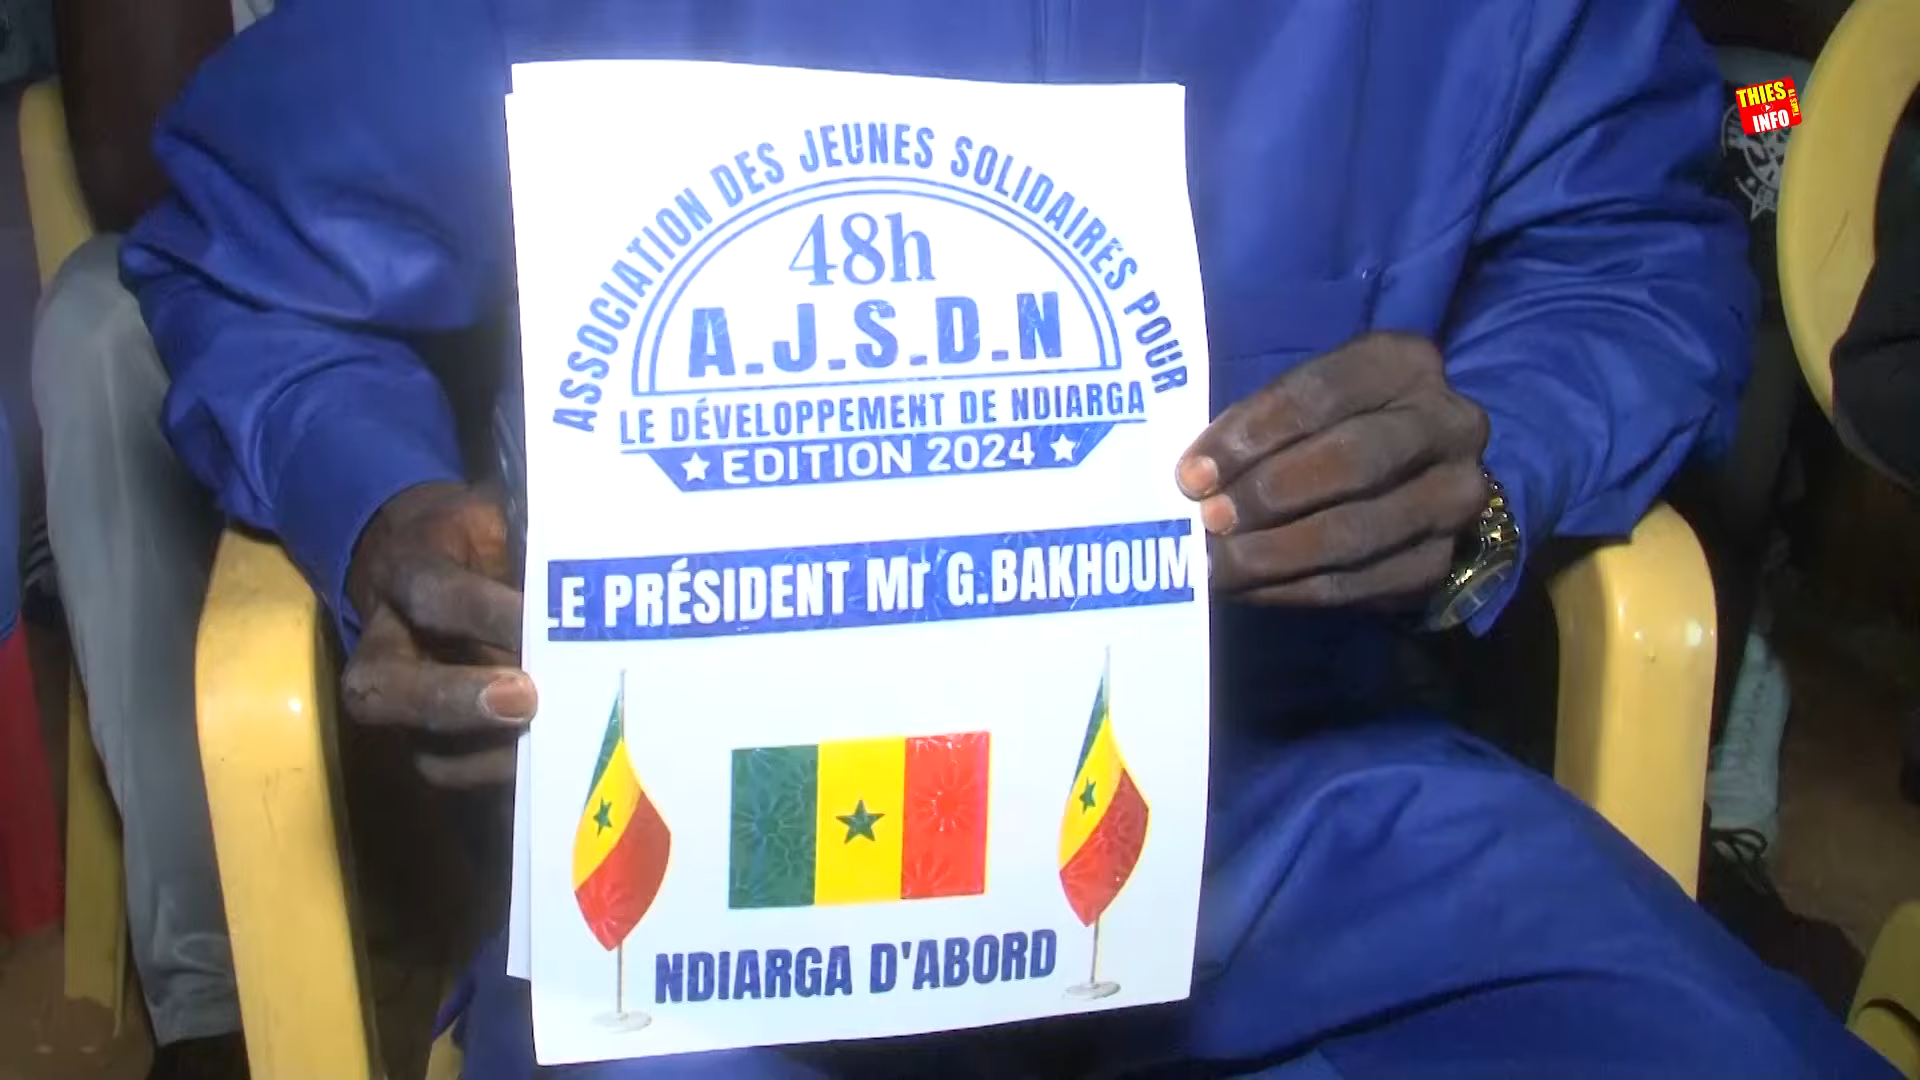 ASSOCIATION DES JEUNES SOLIDAIRES POUR
48h
A.J.S.D.N
LE DÉVELOPPEMENT DE NDIARGA
EDITION 2024
LE PRÉSIDENT Mr G.BAKHOUM
NDIARGA D'ABORD
THIES
INFO